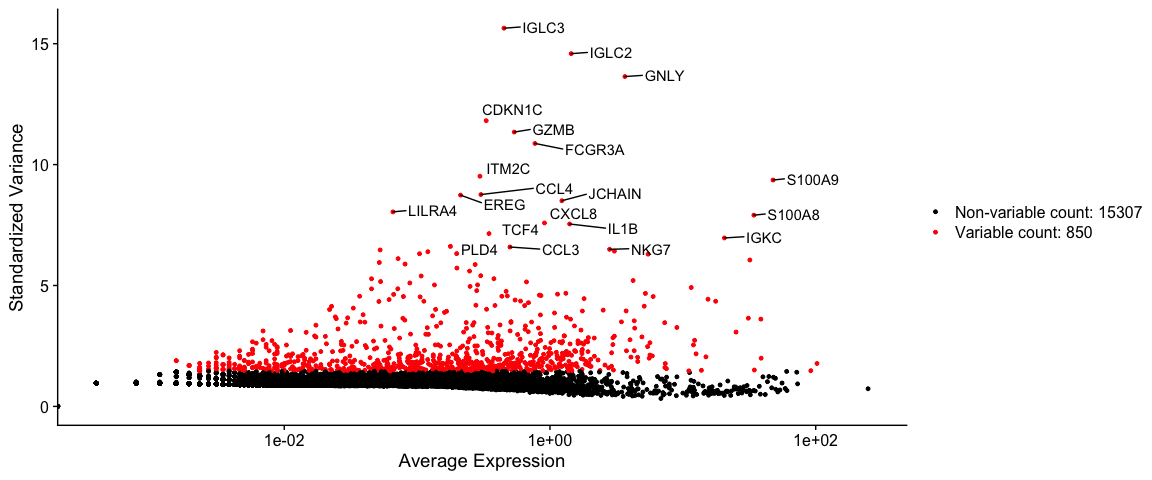 15
10
5
0
Standardized Variance
IGLC3
IGLC2
GNLY
CDKN1C
GZMB
FCGR3A
ITM2C
S100A9
CCL4
JCHAIN
EREG
LILRA4
CXCL8
S100A8
TCF4
IL1B
IGKC
PLD4
CCL3
NKG7
Non-variable count: 15307
Variable count: 850
1e-02
1e+00
1e+02
Average Expression